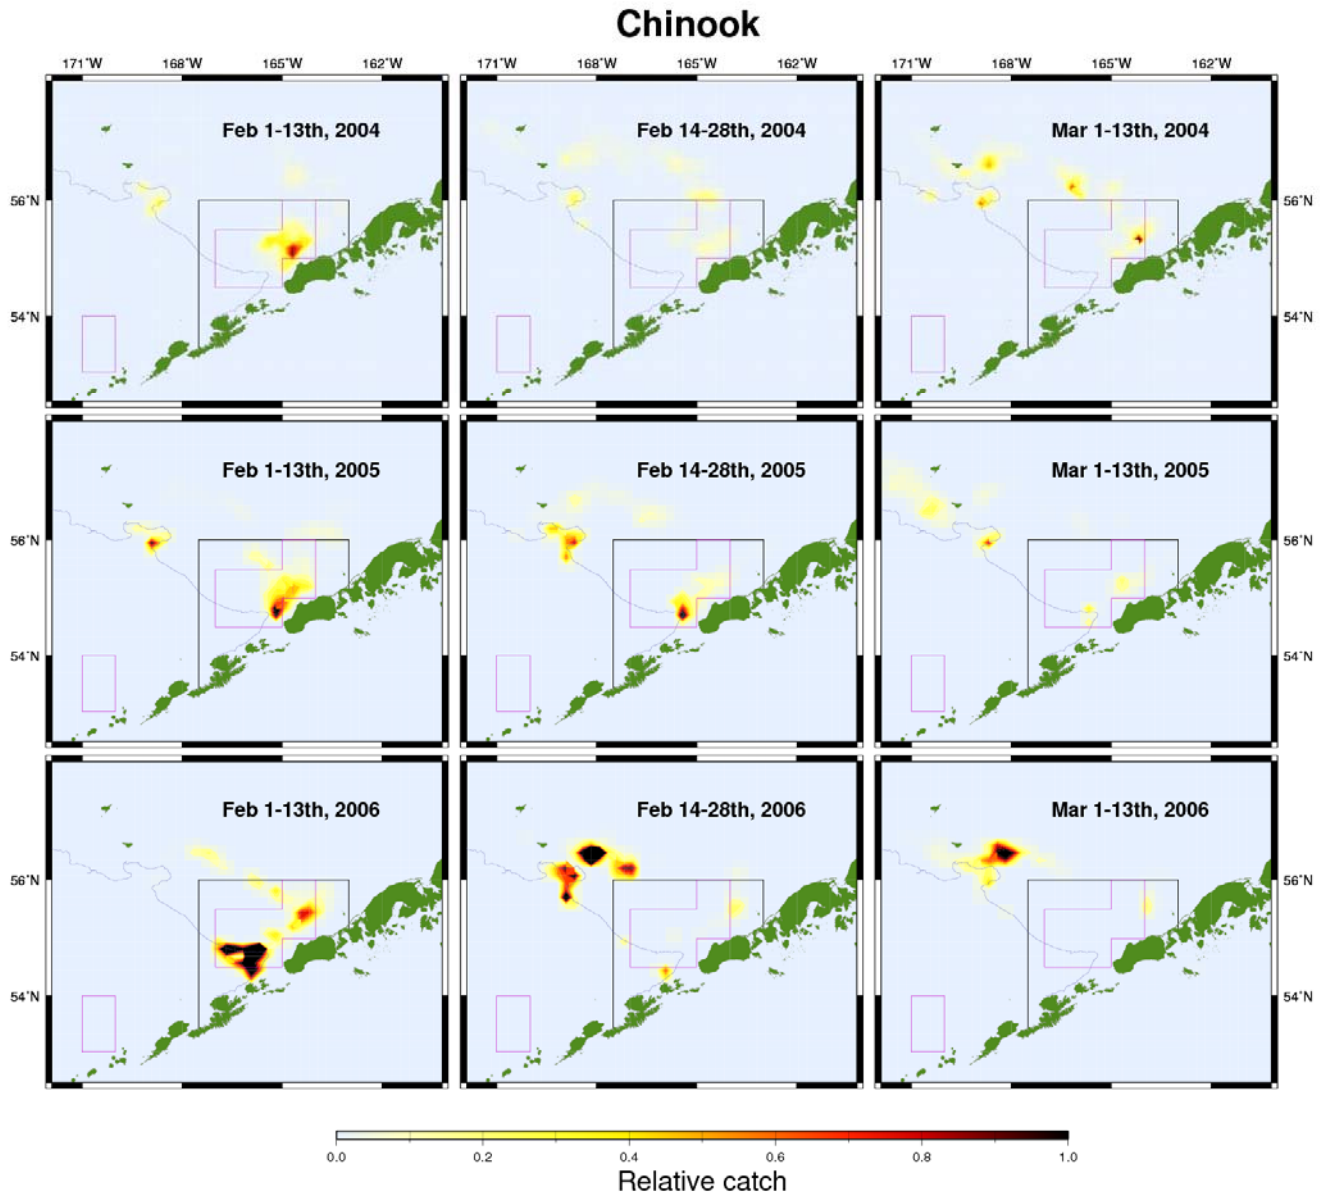 Chinook
171°W 168°W 165°W 162°W 171°W 168°W 165°W 162°W 171°W 168°W 165°W 162°W
Feb 1-13th, 2004 Feb 14-28th, 2004 Mar 1-13th, 2004
56°N 56°N
54°N 54°N
Feb 1-13th, 2005 Feb 14-28th, 2005 Mar 1-13th, 2005
56°N 56°N
54°N 54°N
Feb 1-13th, 2006 Feb 14-28th, 2006 Mar 1-13th, 2006
56°N 56°N
54°N 54°N
0.0 0.2 0.4 0.6 0.8 1.0
Relative catch